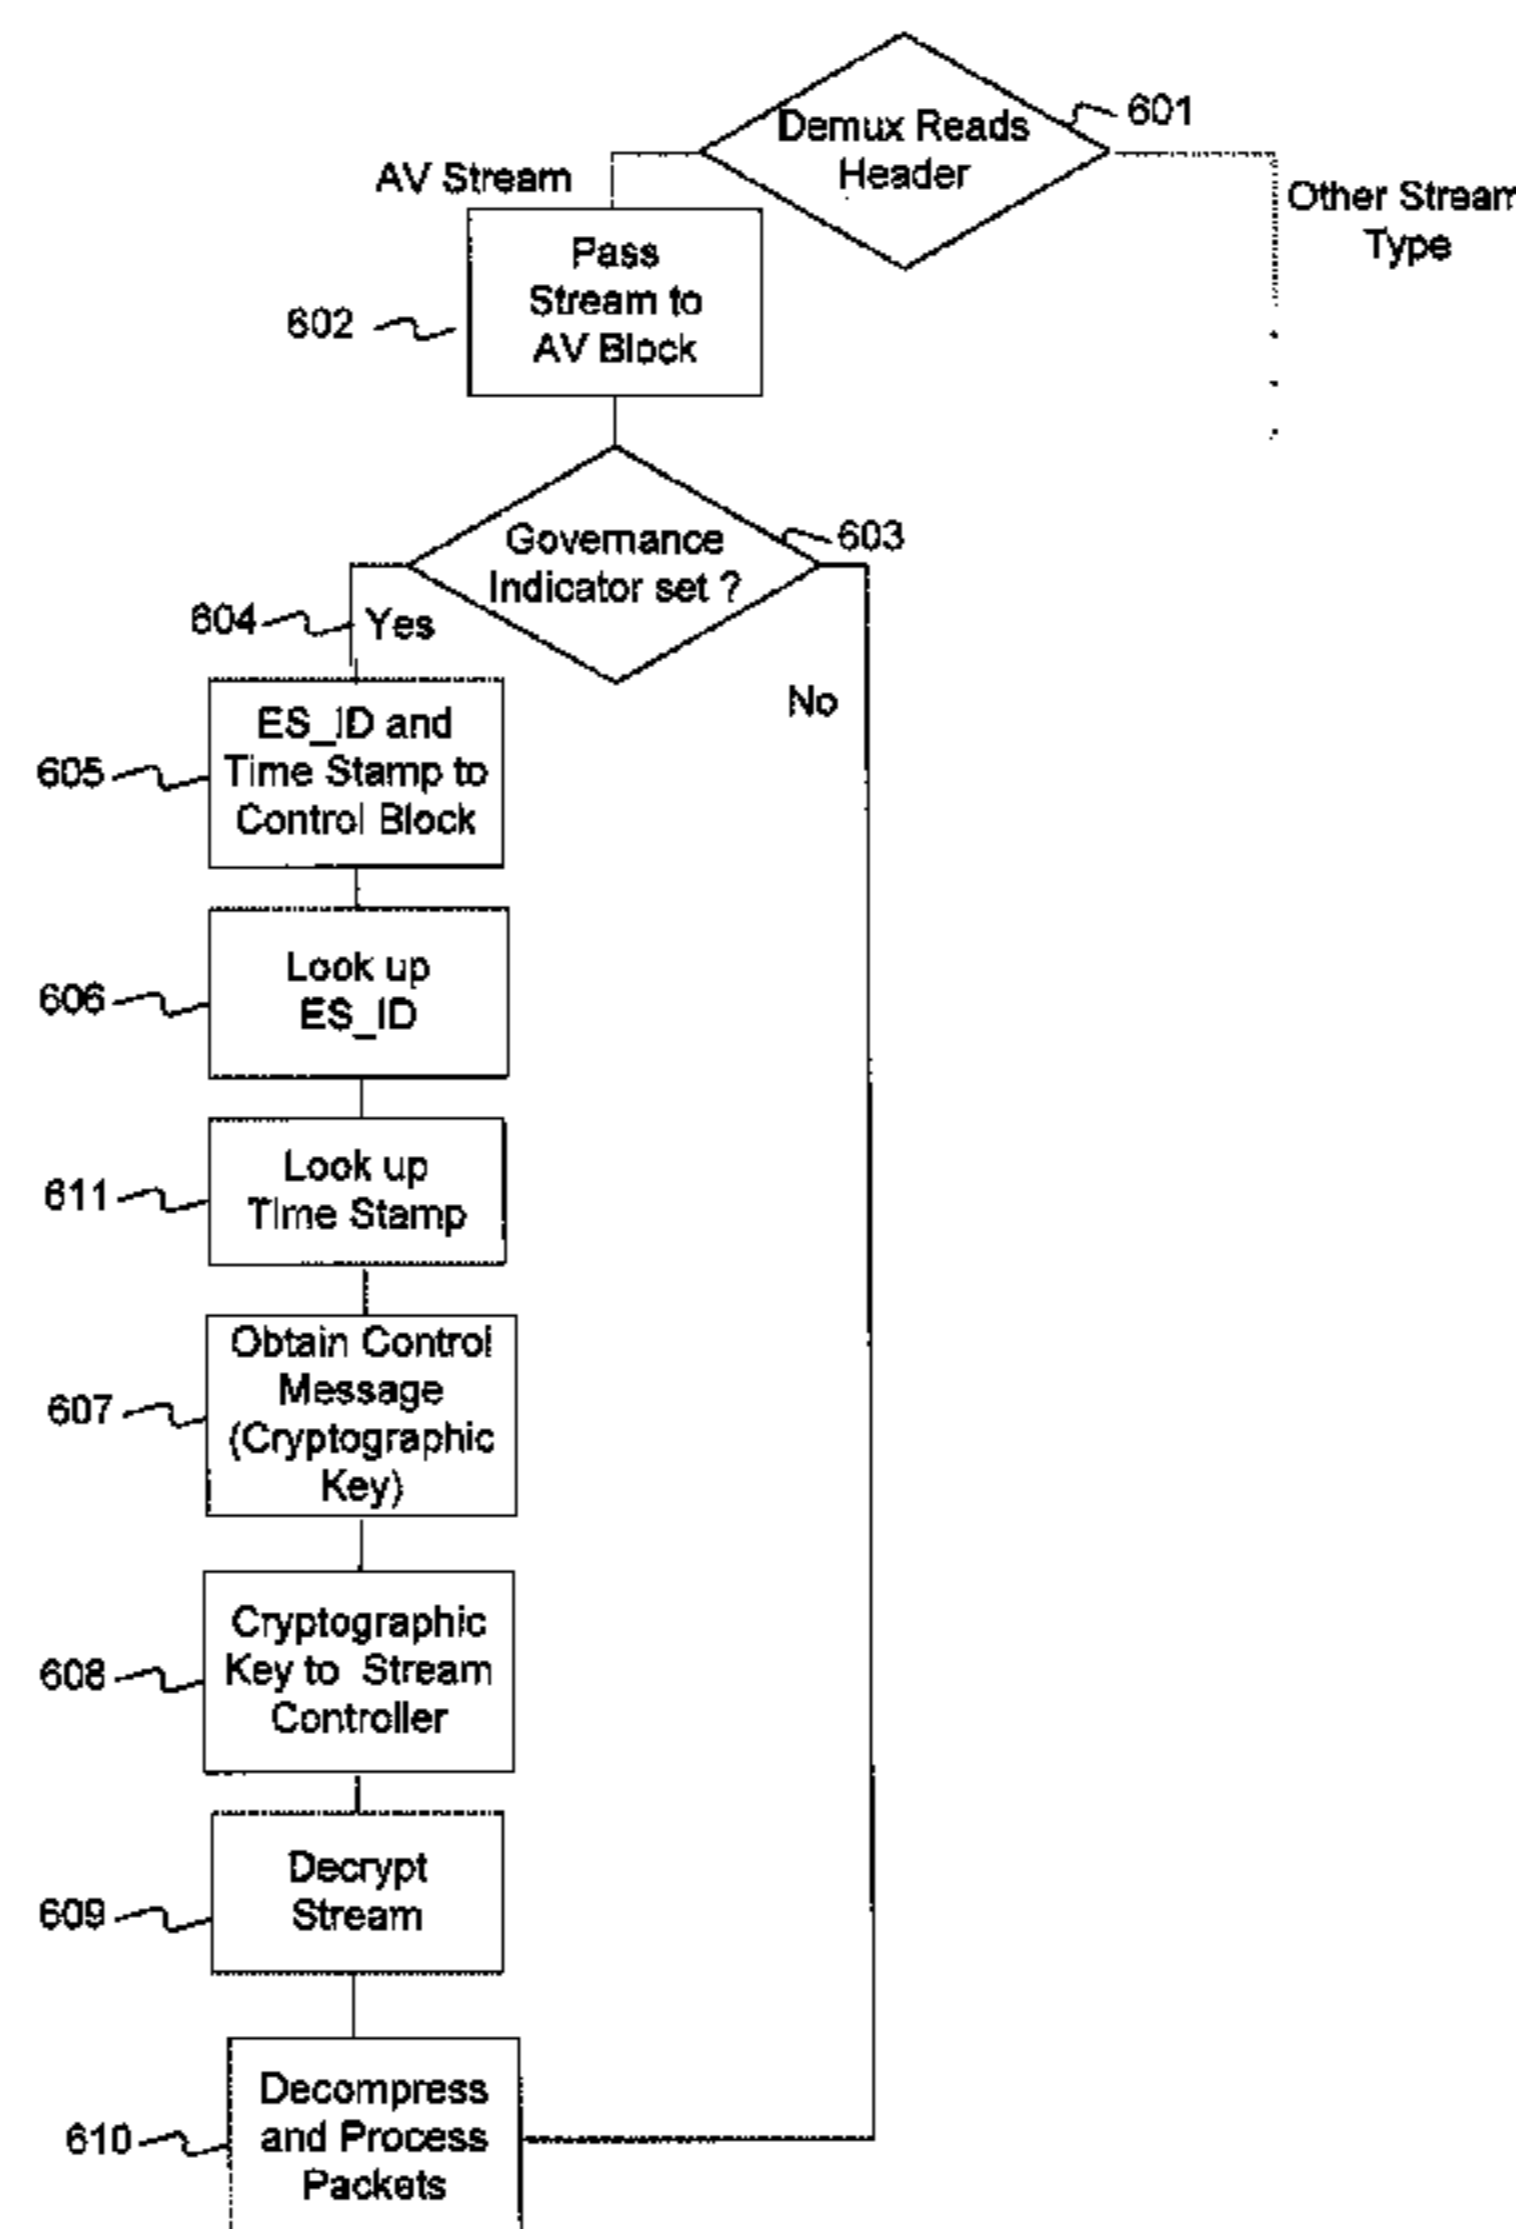 Demux Reads
Header
601
AV Stream
Other Stream
Type
Pass
Stream to
AV Block
602
Governance
Indicator set ?
603
604
Yes
No
ES_ID and
Time Stamp to
Control Block
605
Look up
ES_ID
606
Look up
Time Stamp
611
Obtain Control
Message
(Cryptographic
Key)
607
Cryptographic
Key to Stream
Controller
608
Decrypt
Stream
609
Decompress
and Process
Packets
610